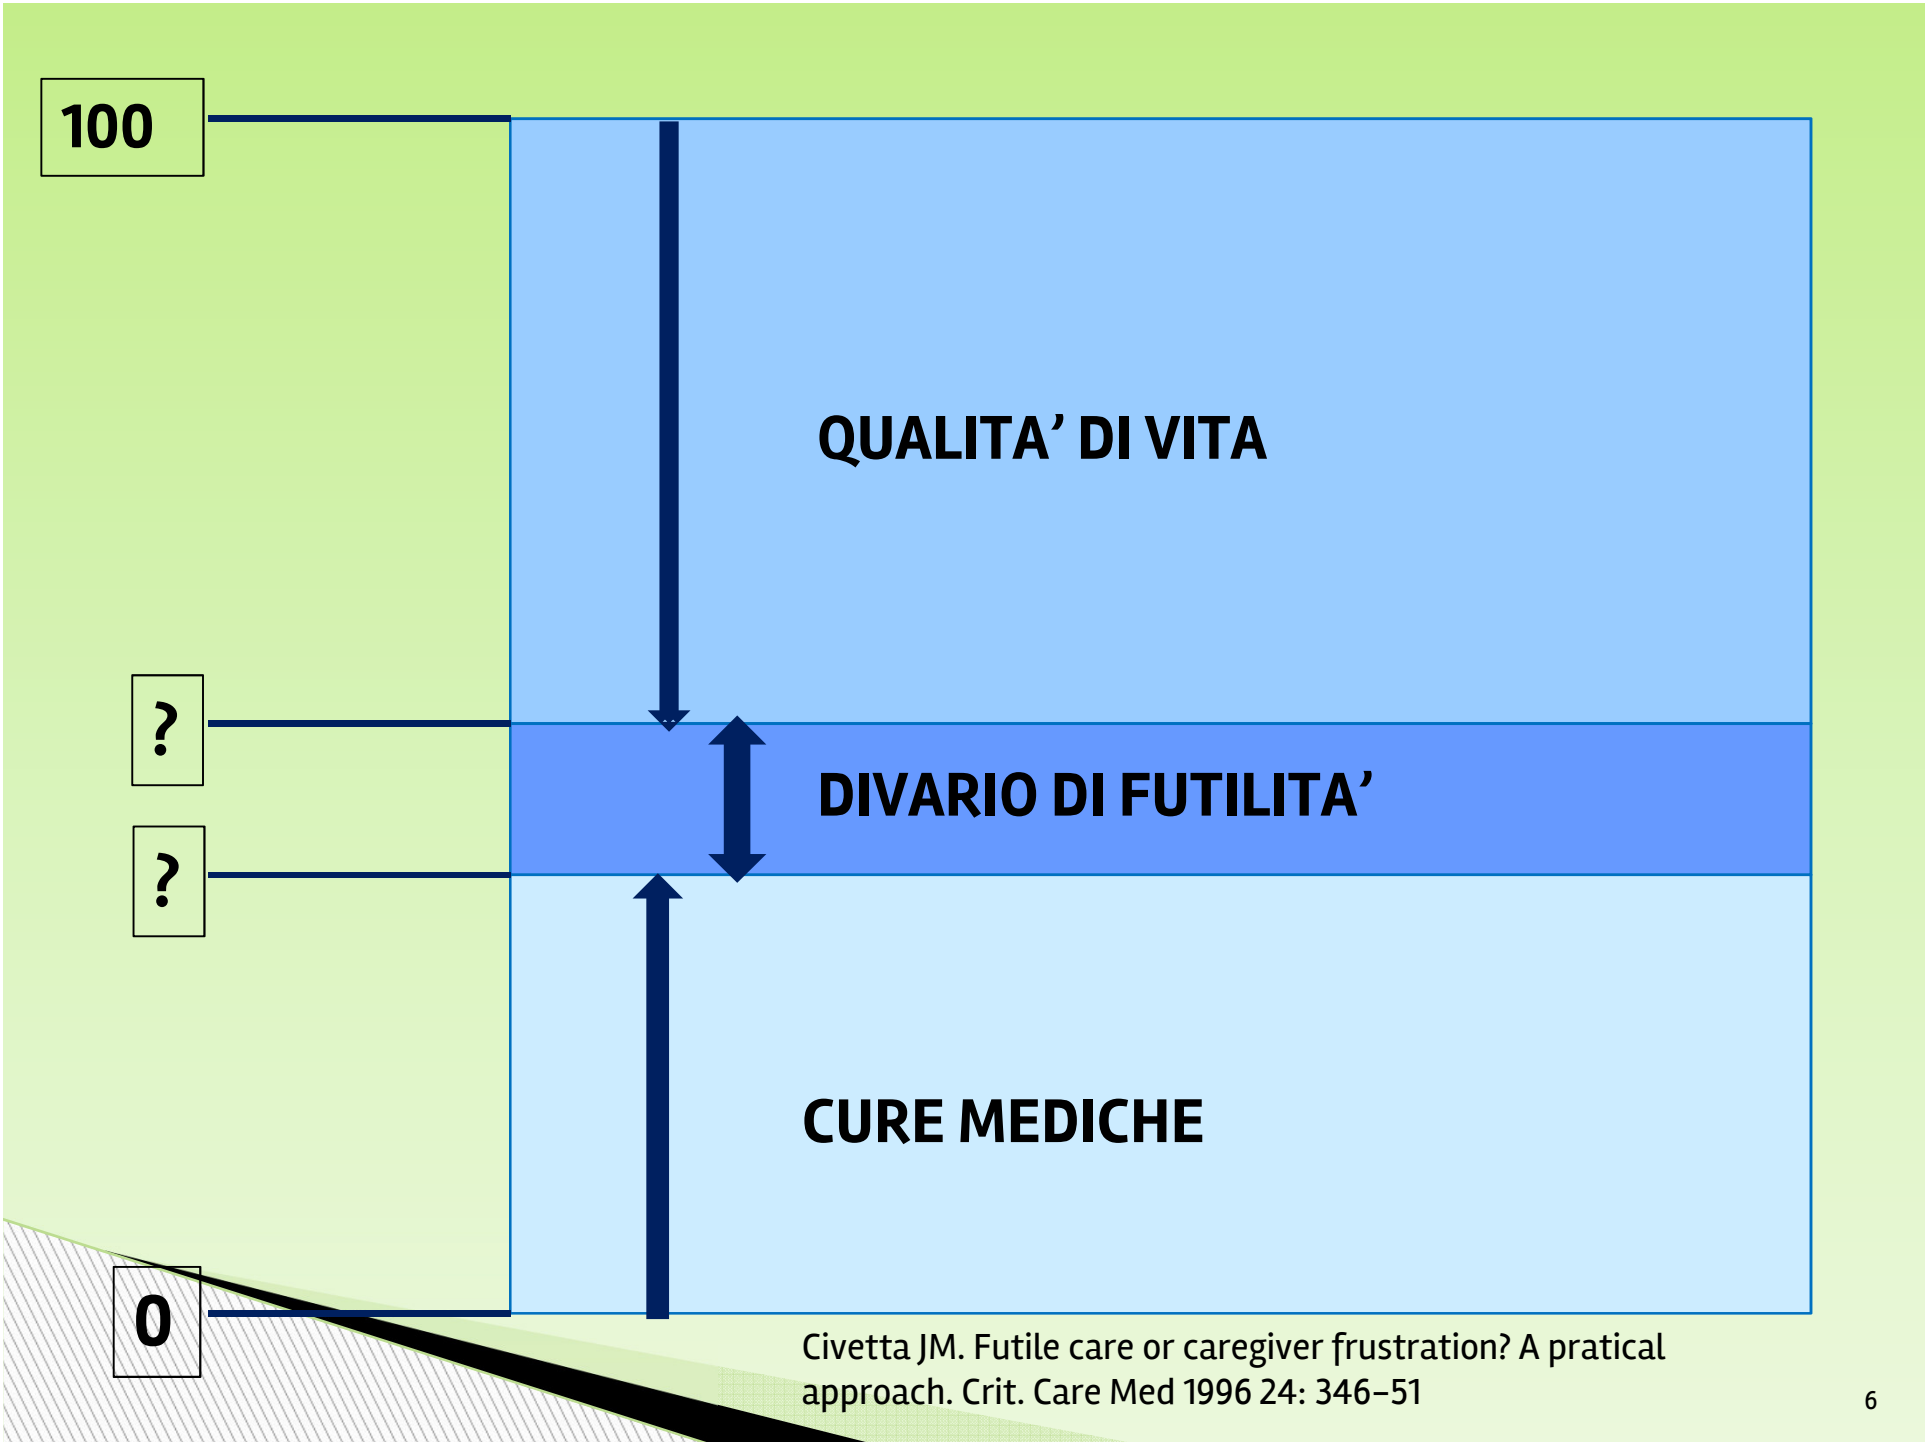 100
QUALITA’ DI VITA
?
DIVARIO DI FUTILITA’
?
CURE MEDICHE
0
Civetta JM. Futile care or caregiver frustration? A pratical
approach. Crit. Care Med 1996 24: 346–51
6